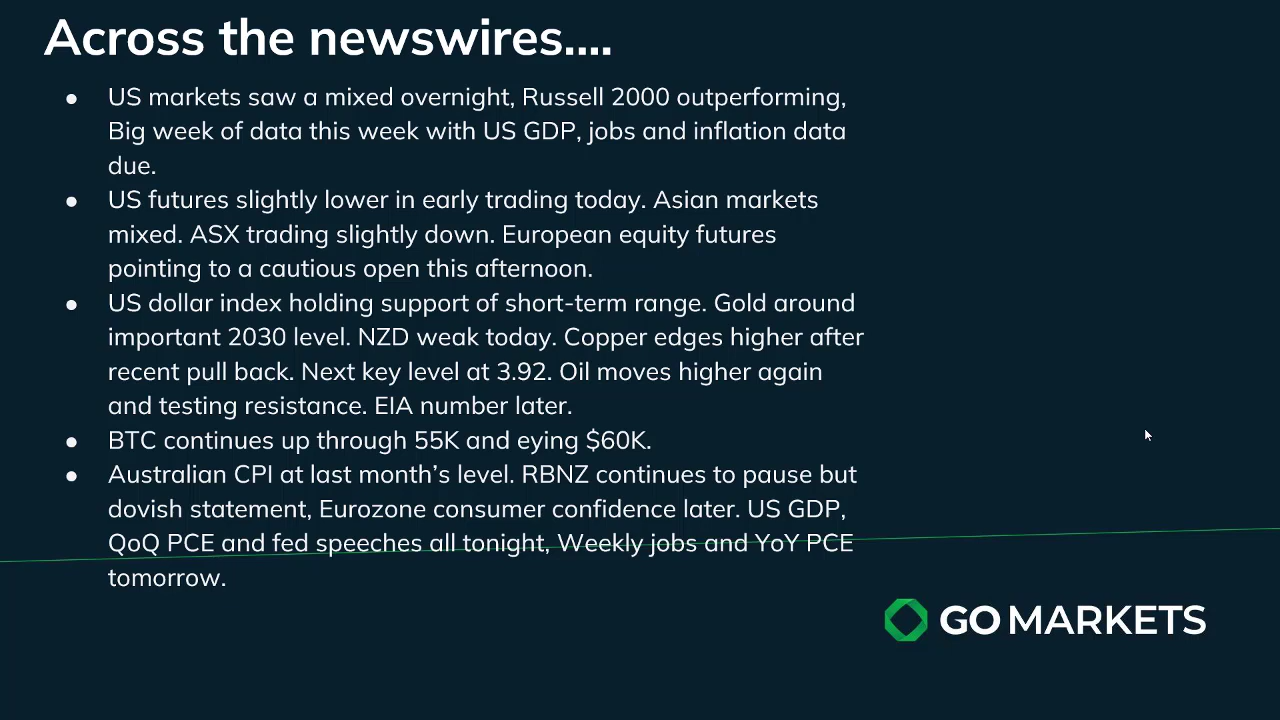 Across the newswires....
● US markets saw a mixed overnight, Russell 2000 outperforming,
Big week of data this week with US GDP, jobs and inflation data
due.
● US futures slightly lower in early trading today. Asian markets
mixed. ASX trading slightly down. European equity futures
pointing to a cautious open this afternoon.
● US dollar index holding support of short-term range. Gold around
important 2030 level. NZD weak today. Copper edges higher after
recent pull back. Next key level at 3.92. Oil moves higher again
and testing resistance. EIA number later.
● BTC continues up through 55K and eying $60K.
● Australian CPI at last month’s level. RBNZ continues to pause but
dovish statement, Eurozone consumer confidence later. US GDP,
QoQ PCE and fed speeches all tonight, Weekly jobs and YoY PCE
tomorrow.
GO MARKETS